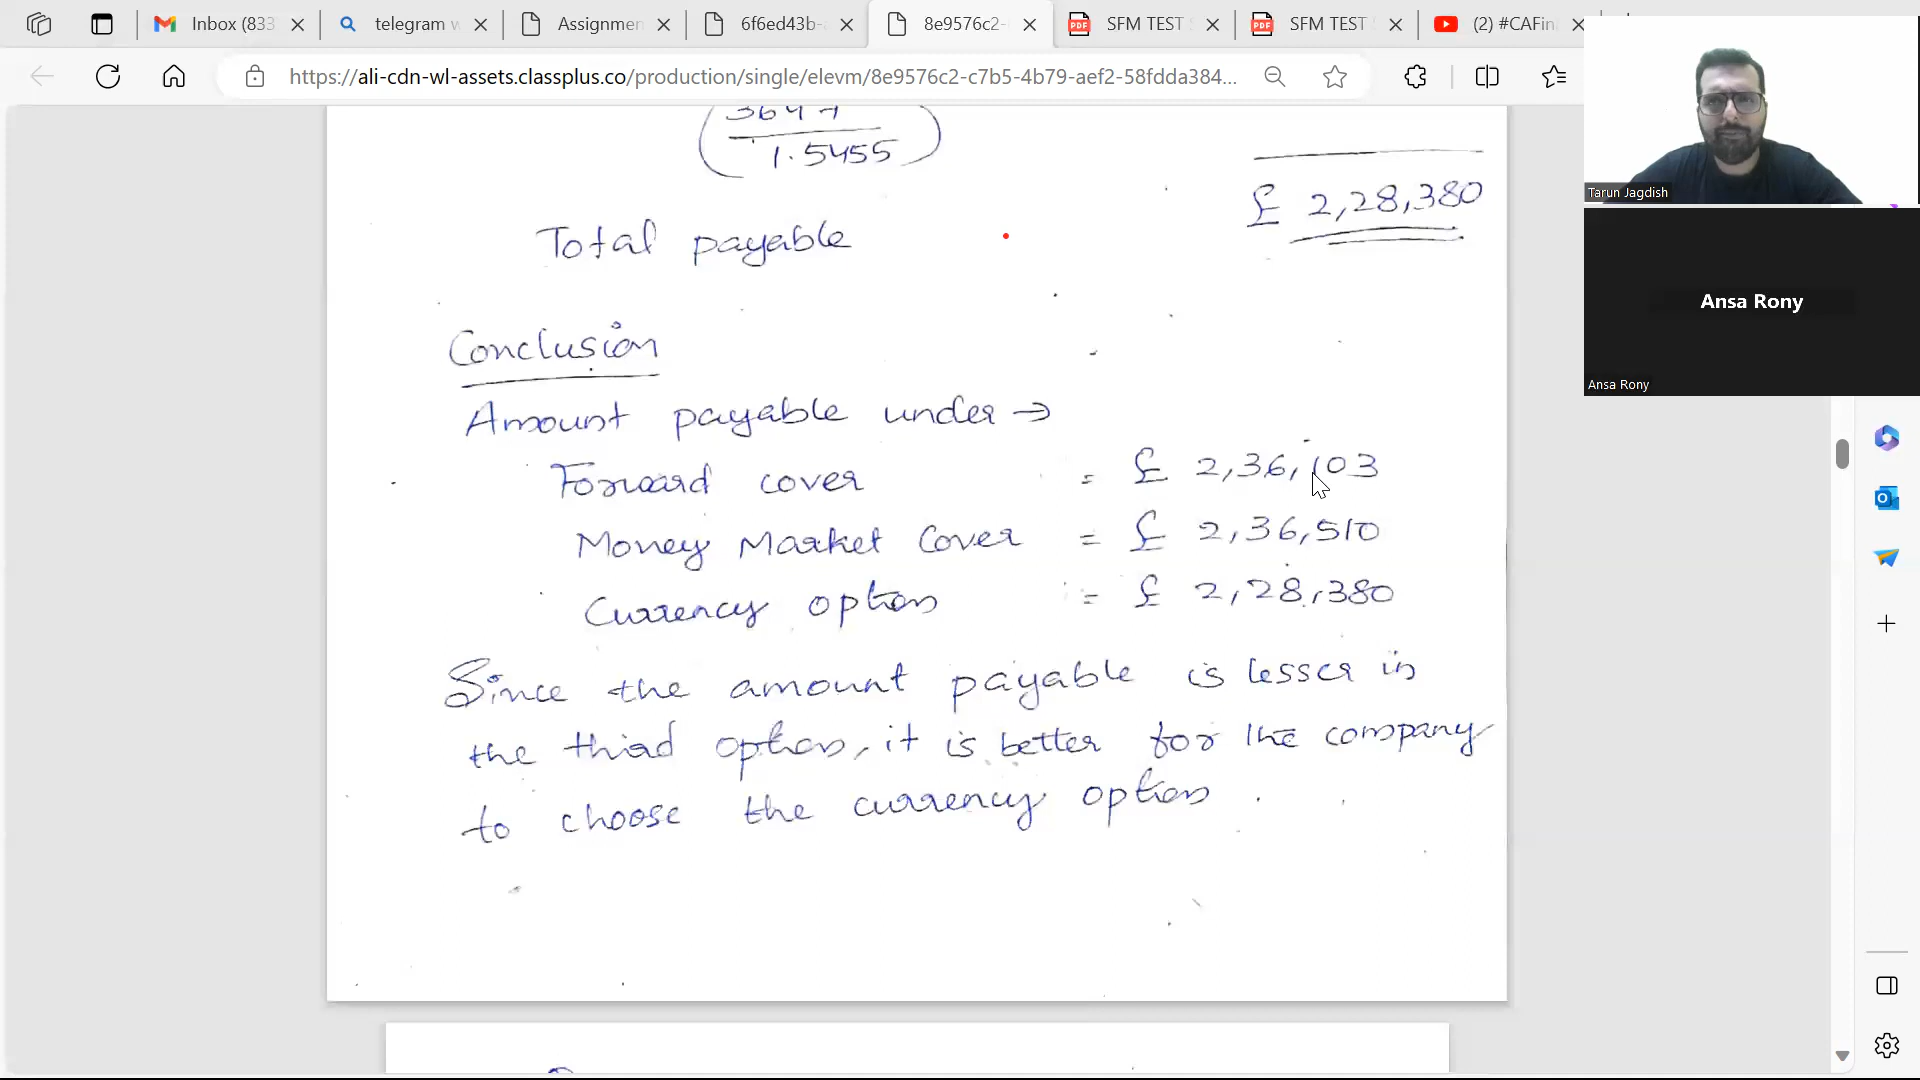 Inbox (833
telegram w
Assignmen
6f6ed43b-
8e9576c2-
SFM TEST
SFM TEST
(2) #CAFin
https://ali-cdn-wl-assets.classplus.co/production/single/elevm/8e9576c2-c7b5-4b79-aef2-58fdda384...
Tarun Jagdish
Ansa Rony
Ansa Rony
1.5455
£ 2,28,380
Total payable
Conclusion
Amount payable under →
Forward cover = £ 2,36,103
Money Market Cover = £ 2,36,510
Currency option = £ 2,28,380
Since the amount payable is lesser in
the third option, it is better for the company
to choose the currency option.